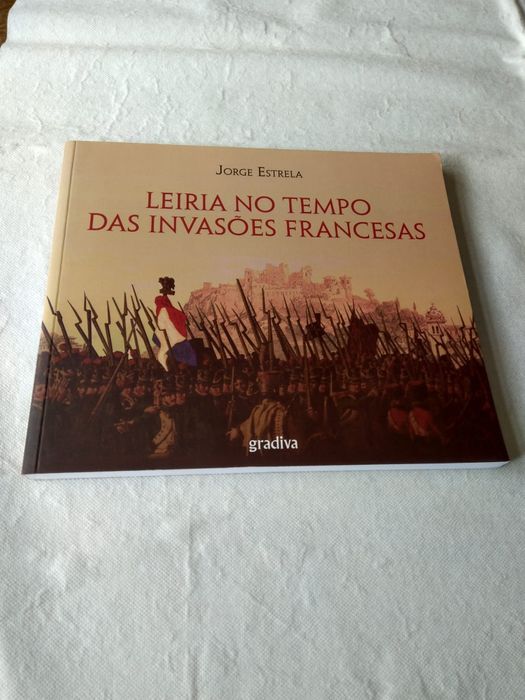 Jorge Estrela
LEIRIA NO TEMPO
DAS INVASÕES FRANCESAS
gradiva